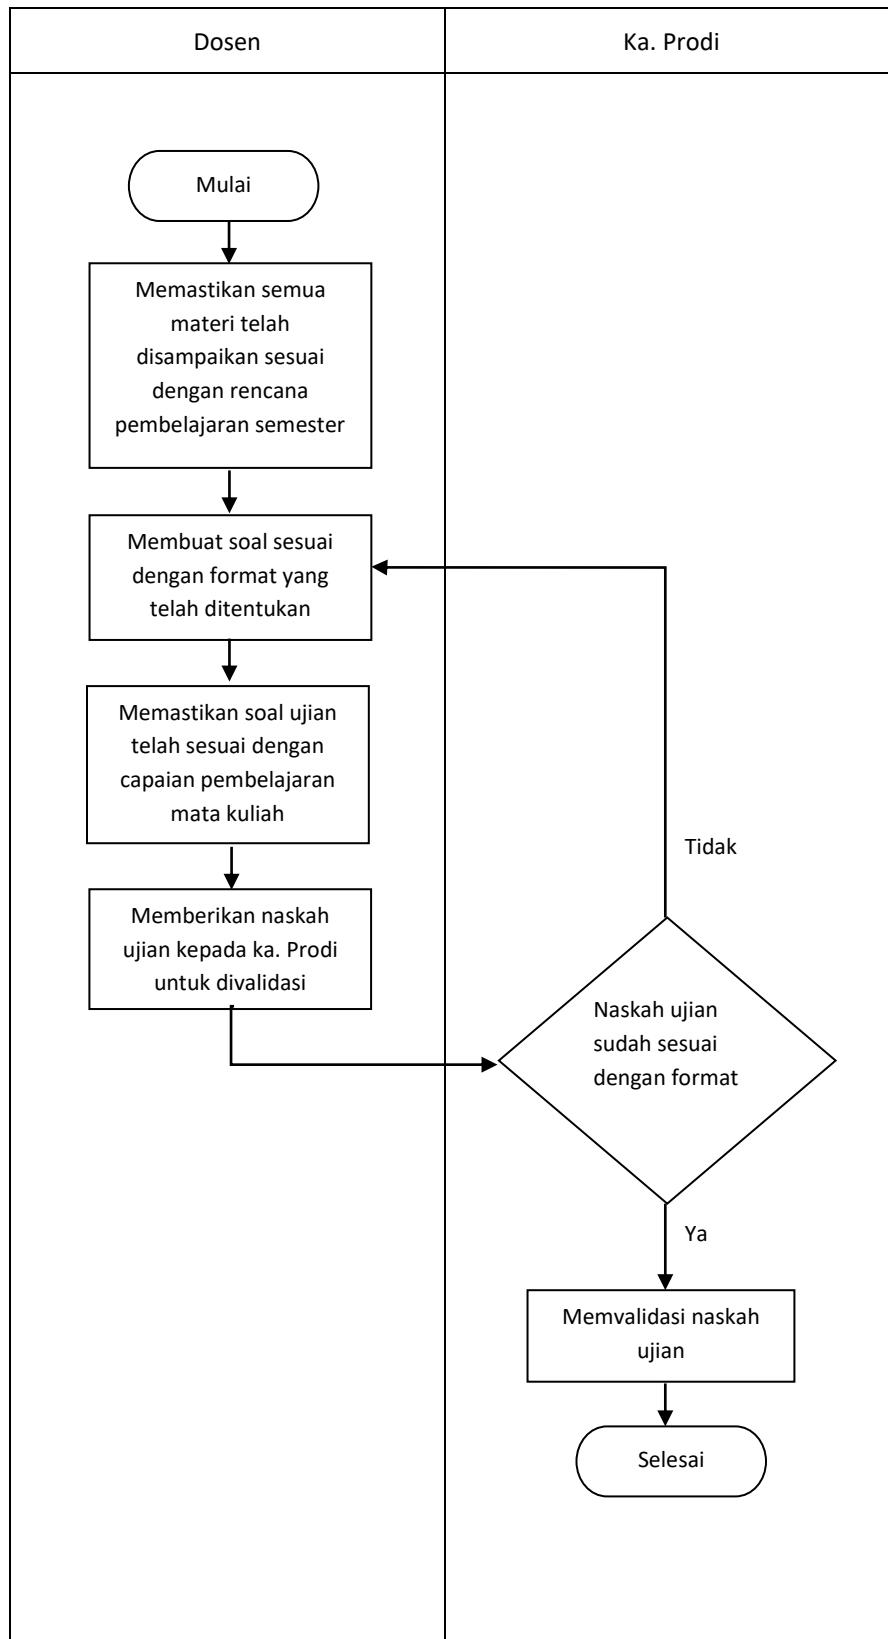 Dosen
Ka. Prodi
Mulai
Memastikan semua
materi telah
disampaikan sesuai
dengan rencana
pembelajaran semester
Membuat soal sesuai
dengan format yang
telah ditentukan
Memastikan soal ujian
telah sesuai dengan
capaian pembelajaran
mata kuliah
Memberikan naskah
ujian kepada ka. Prodi
untuk divalidasi
Tidak
Naskah ujian
sudah sesuai
dengan format
Ya
Memvalidasi naskah
ujian
Selesai